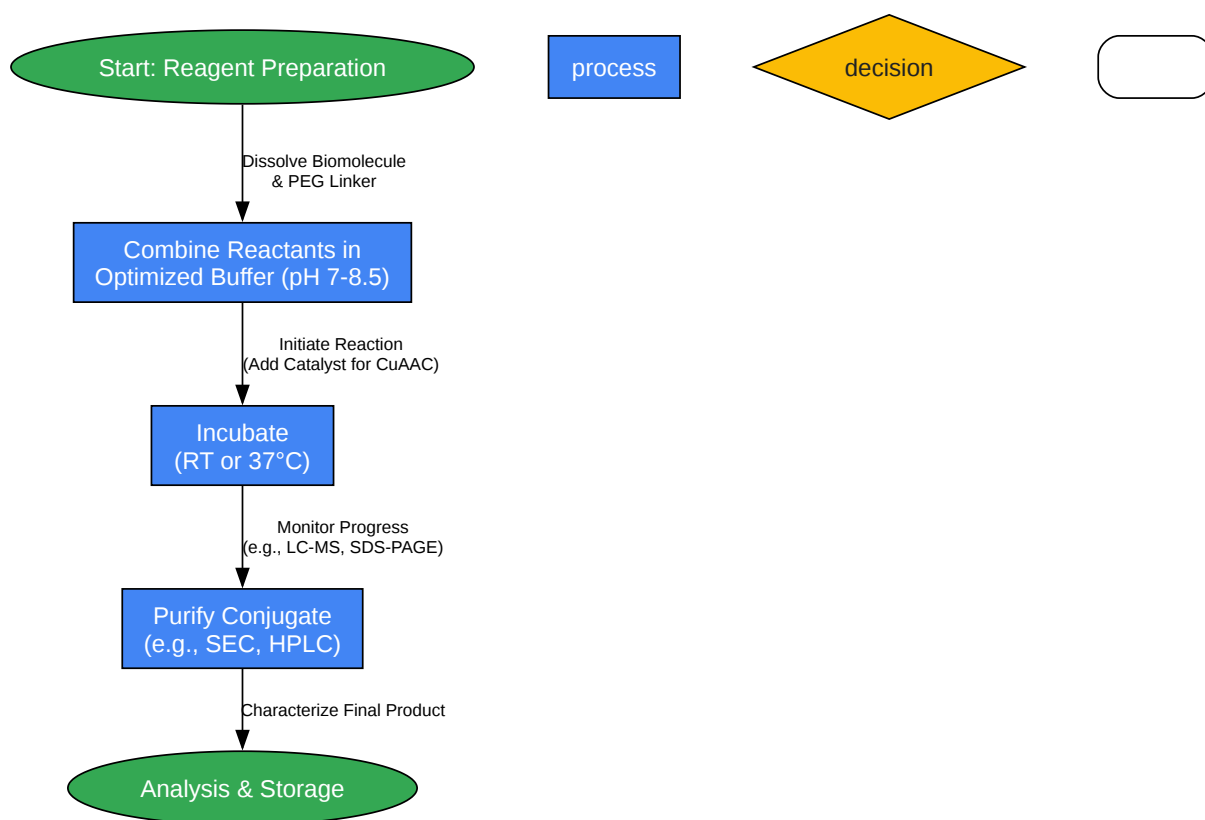 Start: Reagent Preparation
process
decision
Dissolve Biomolecule
& PEG Linker
Combine Reactants in
Optimized Buffer (pH 7-8.5)
Initiate Reaction
(Add Catalyst for CuAAC)
Incubate
(RT or 37°C)
Monitor Progress
(e.g., LC-MS, SDS-PAGE)
Purify Conjugate
(e.g., SEC, HPLC)
Characterize Final Product
Analysis & Storage